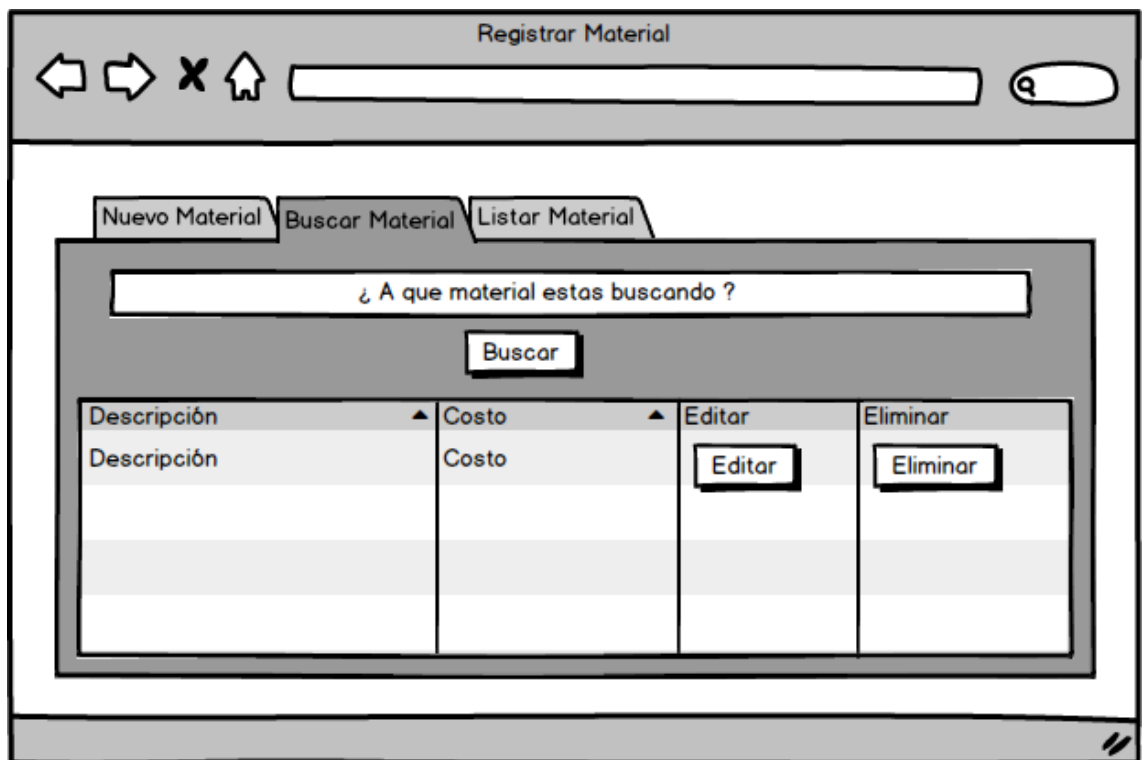 Registrar Material
Nuevo Material Buscar Material Listar Material
¿ A que material estas buscando ?
Buscar
Descripción Costo Editar Eliminar
Descripción Costo Editar Eliminar